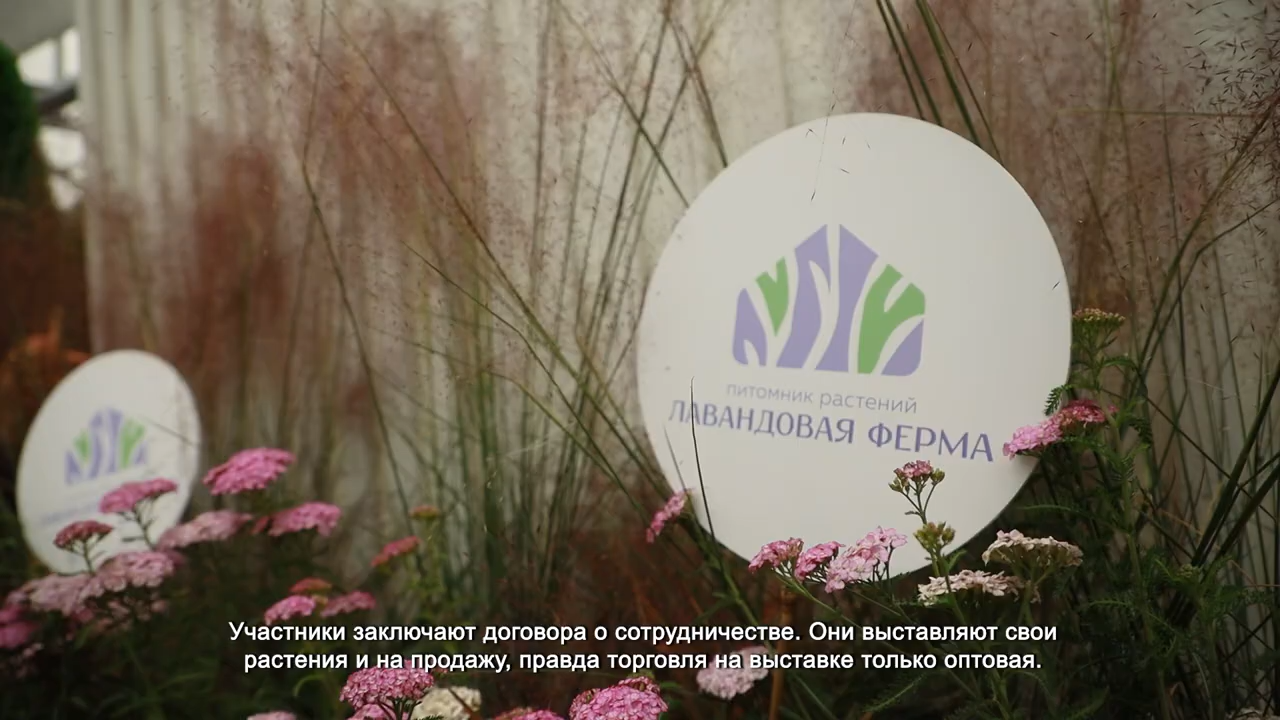 питомник растений
ЛАВАНДОВАЯ ФЕРМА
Участники заключают договора о сотрудничестве. Они выставляют свои
растения и на продажу, правда торговля на выставке только оптовая.